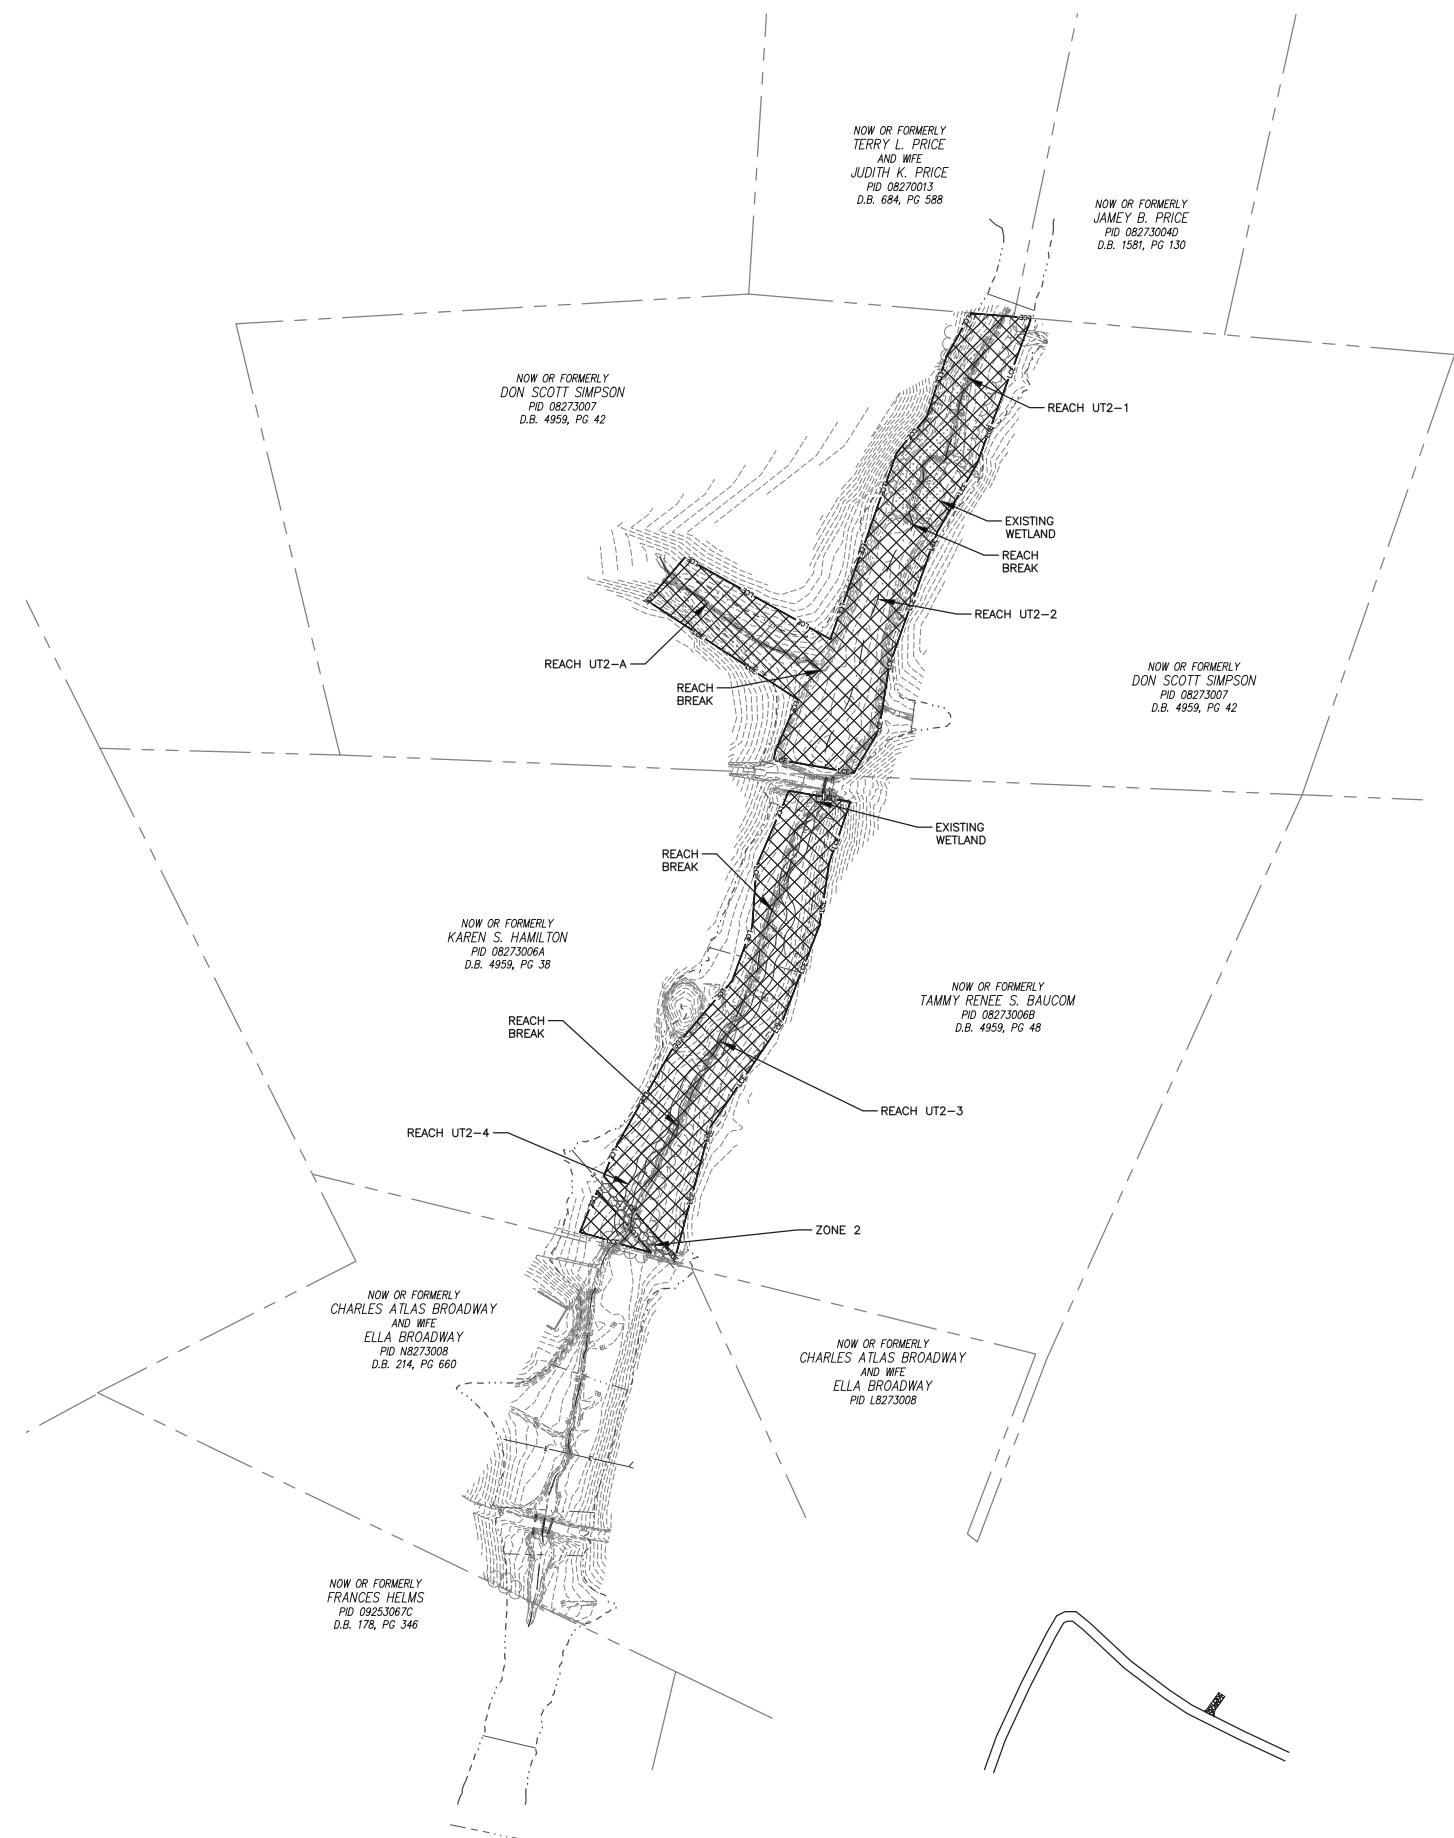 NOW OR FORMERLY
TERRY L. PRICE
AND WIFE
JUDITH K. PRICE
PID 08270013
D.B. 684, PG 588
NOW OR FORMERLY
JAMEY B. PRICE
PID 08273004D
D.B. 1581, PG 130
NOW OR FORMERLY
DON SCOTT SIMPSON
PID 08273007
D.B. 4959, PG 42
REACH UT2-1
EXISTING
WETLAND
REACH
BREAK
REACH UT2-2
REACH UT2-A
REACH
BREAK
NOW OR FORMERLY
DON SCOTT SIMPSON
PID 08273007
D.B. 4959, PG 42
EXISTING
WETLAND
REACH
BREAK
NOW OR FORMERLY
KAREN S. HAMILTON
PID 08273006A
D.B. 4959, PG 38
NOW OR FORMERLY
TAMMY RENEE S. BAUCOM
PID 08273006B
D.B. 4959, PG 48
REACH
BREAK
REACH UT2-3
REACH UT2-4
ZONE 2
NOW OR FORMERLY
CHARLES ATLAS BROADWAY
AND WIFE
ELLA BROADWAY
PID N8273008
D.B. 214, PG 660
NOW OR FORMERLY
CHARLES ATLAS BROADWAY
AND WIFE
ELLA BROADWAY
PID L8273008
NOW OR FORMERLY
FRANCES HELMS
PID 09253067C
D.B. 178, PG 346